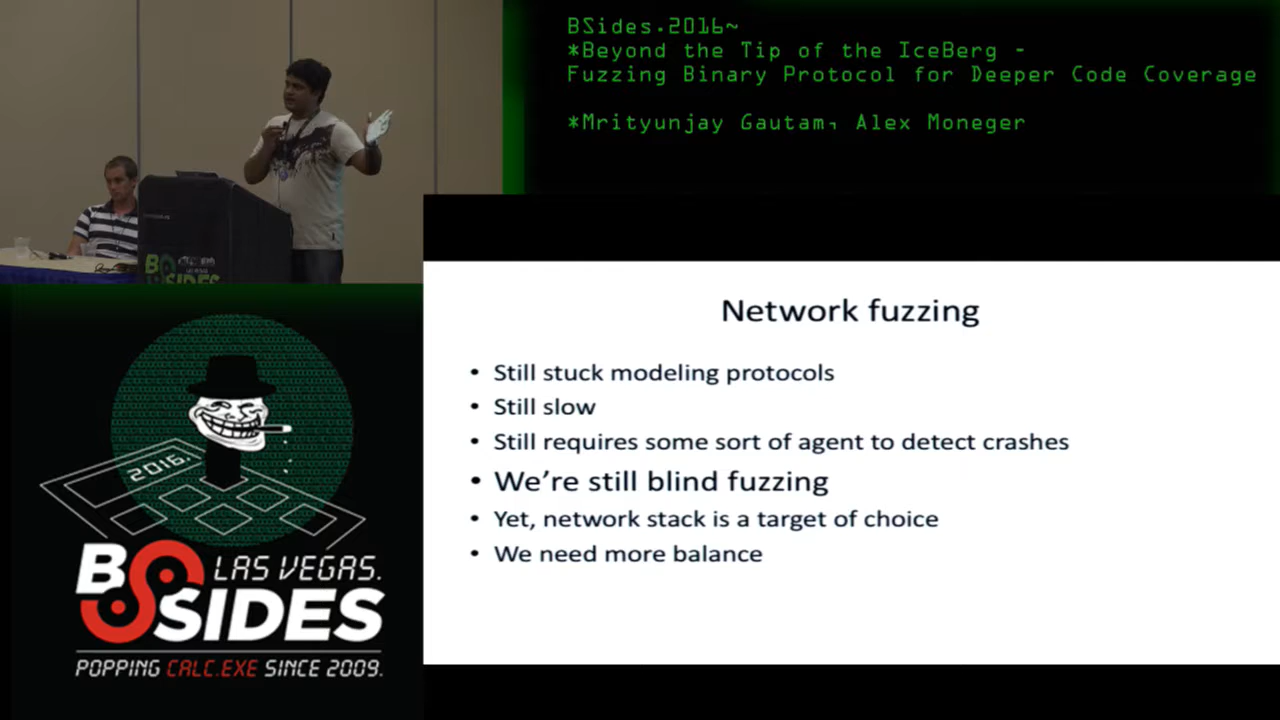 BSides.2016~
*Beyond the Tip of the IceBerg -
Fuzzing Binary Protocol for Deeper Code Coverage
*Mrityunjay Gautam, Alex Moneger
Network fuzzing
• Still stuck modeling protocols
• Still slow
• Still requires some sort of agent to detect crashes
• We're still blind fuzzing
• Yet, network stack is a target of choice
• We need more balance
2016.
BSIDES
LAS VEGAS.
BSIDES
POPPING CALC.EXE SINCE 2009.